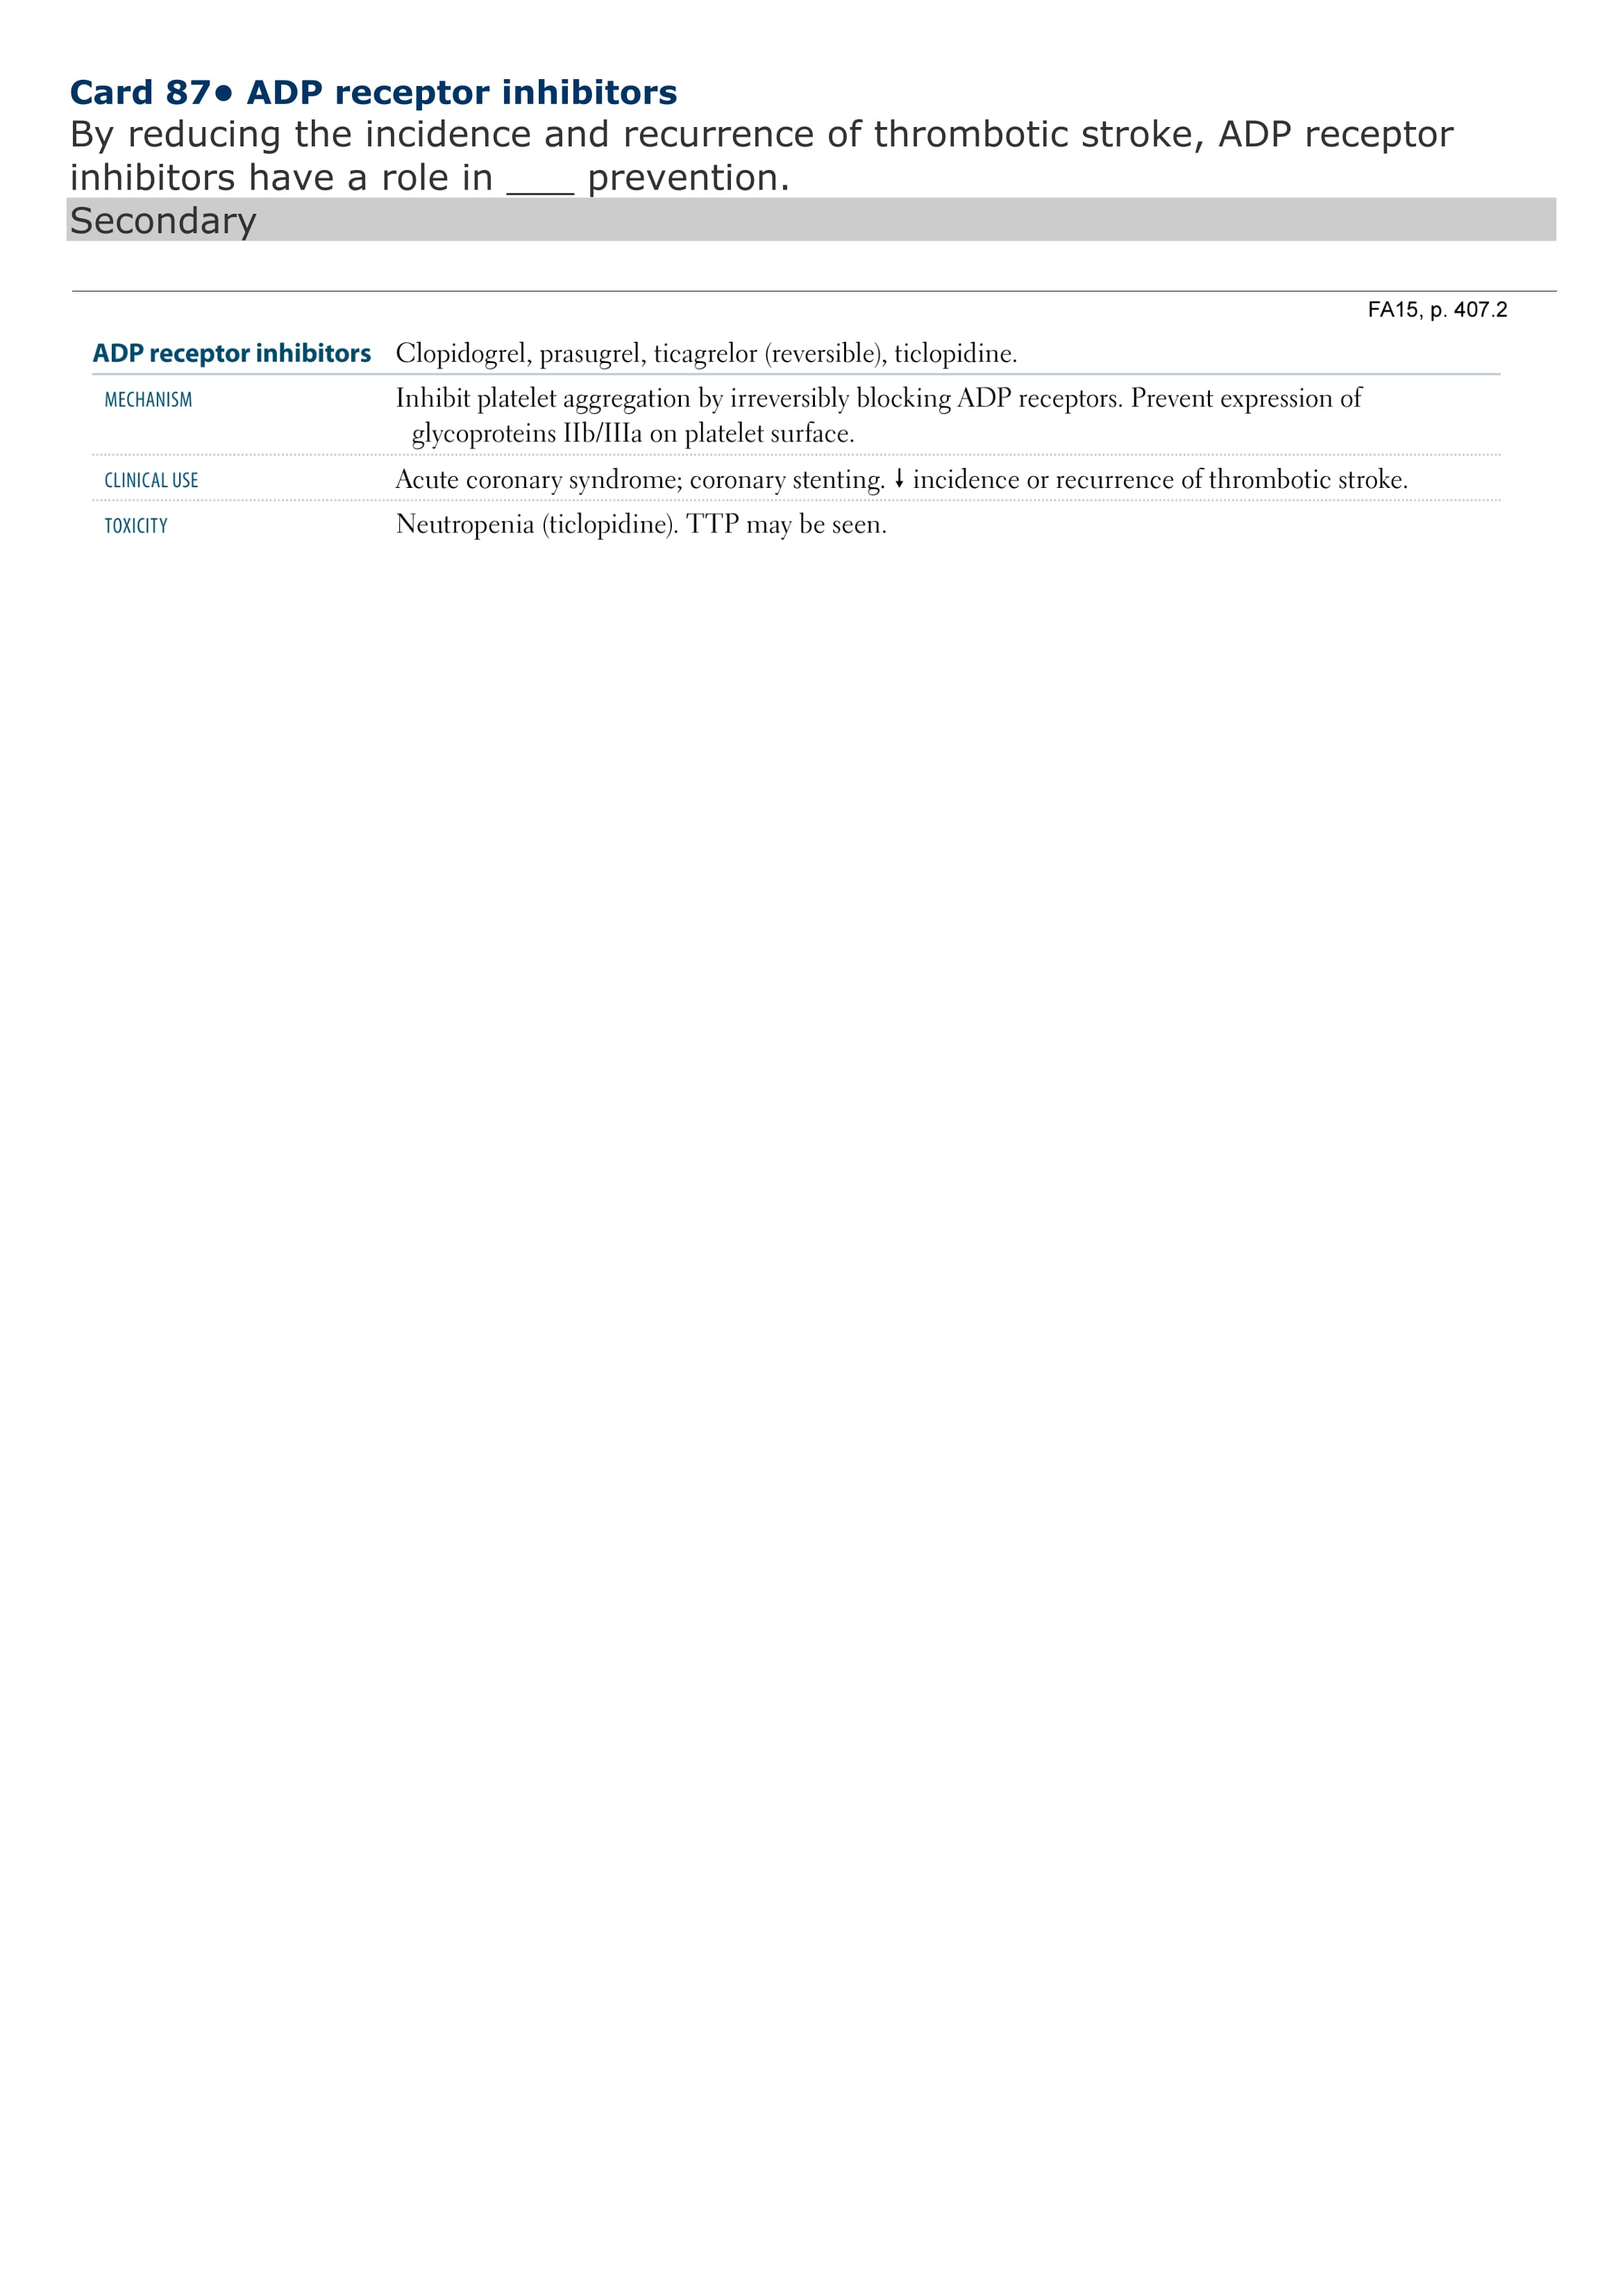 Card 87● ADP receptor inhibitors
By reducing the incidence and recurrence of thrombotic stroke, ADP receptor
inhibitors have a role in ____ prevention.
Secondary
FA15, p. 407.2
ADP receptor inhibitors Clopidogrel, prasugrel, ticagrelor (reversible), ticlopidine.
MECHANISM Inhibit platelet aggregation by irreversibly blocking ADP receptors. Prevent expression of
glycoproteins IIb/IIIa on platelet surface.
CLINICAL USE Acute coronary syndrome; coronary stenting. ↓ incidence or recurrence of thrombotic stroke.
TOXICITY Neutropenia (ticlopidine). TTP may be seen.